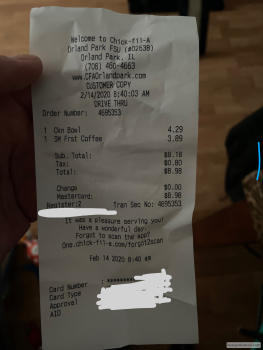 Welcome to Chick-fil-A
Orland Park FSU (#02638)
Orland Park, IL
(708) 460-4663
www.CFAOrlandpark.com
CUSTOMER COPY
2/14/2020 8:40:03 AM
DRIVE THRU
Order Number: 4695353
1 Ckn Bowl 4.29
1 SM Frst Coffee 3.89
Sub. Total: $8.18
Tax: $0.80
Total: $8.98
Change $0.00
Mastercard: $8.98
Register:2 Tran Seq No: 4695353
It was a pleasure serving you!
Have a wonderful day!
Forgot to scan the App?
One.chick-fil-a.com/forgot2scan
Feb 14 2020 8:40 AM
Card Number :
Card Type
Approval
AID